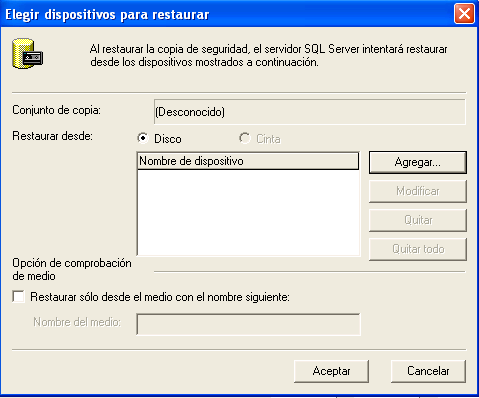 Elegir dispositivos para restaurar
Al restaurar la copia de seguridad, el servidor SQL Server intentará restaurar
desde los dispositivos mostrados a continuación.
Conjunto de copia:
(Desconocido)
Restaurar desde:
Disco
Cinta
Nombre de dispositivo
Agregar...
Modificar
Quitar
Quitar todo
Opción de comprobación
de medio
Restaurar sólo desde el medio con el nombre siguiente:
Nombre del medio:
Aceptar
Cancelar